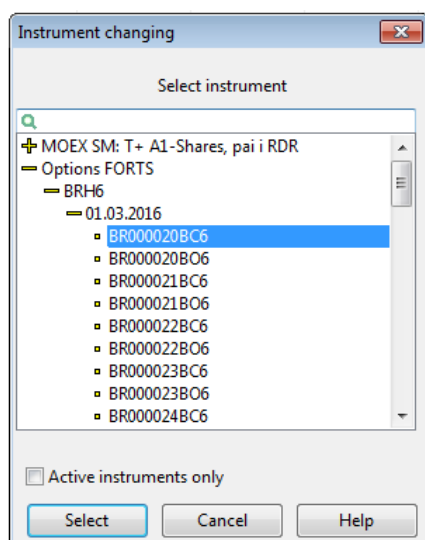 Instrument changing
Select instrument
MOEX SM: T+ A1-Shares, pai i RDR
Options FORTS
BRH6
01.03.2016
BR000020BC6
BR000020BO6
BR000021BC6
BR000021BO6
BR000022BC6
BR000022BO6
BR000023BC6
BR000023BO6
BR000024BC6
Active instruments only
Select Cancel Help